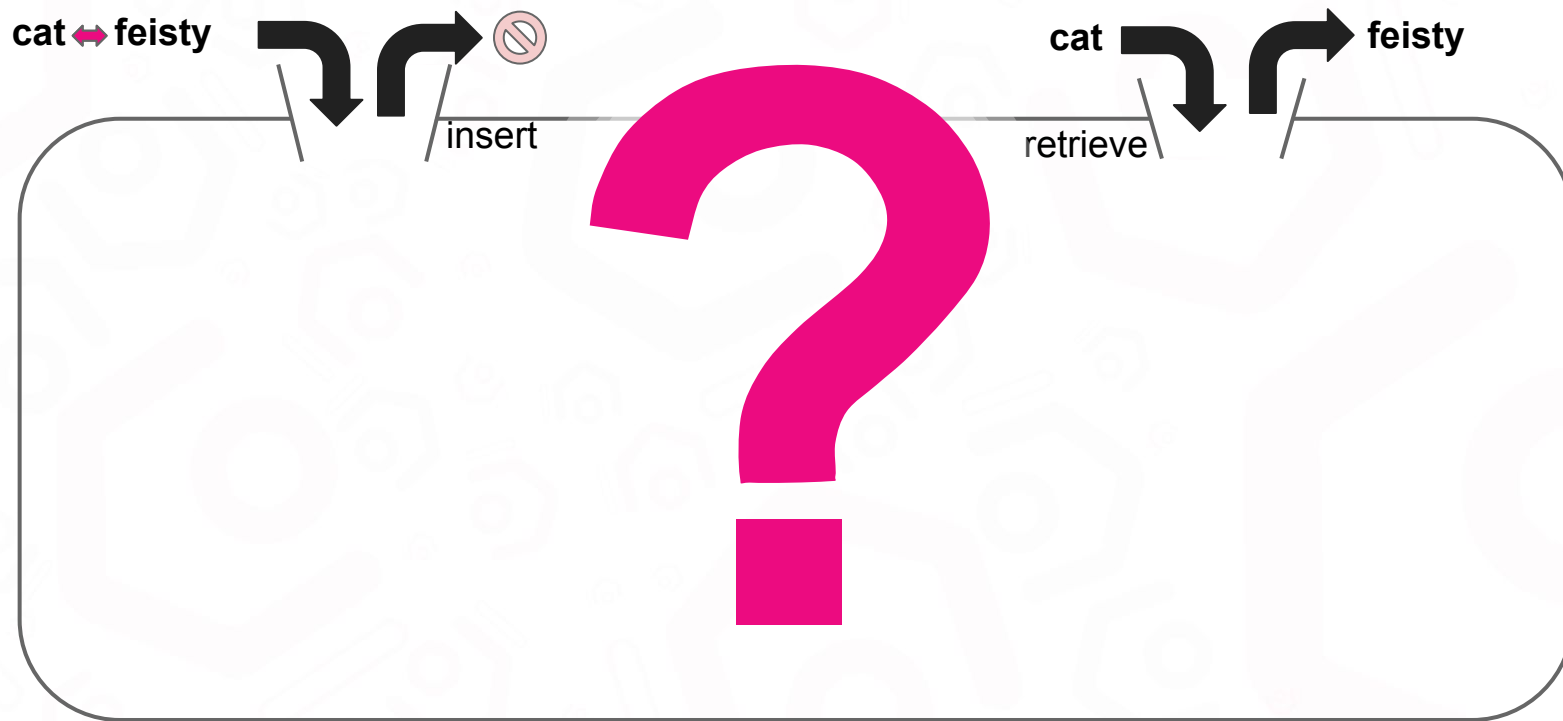 cat feisty
cat feisty
insert
retrieve
?